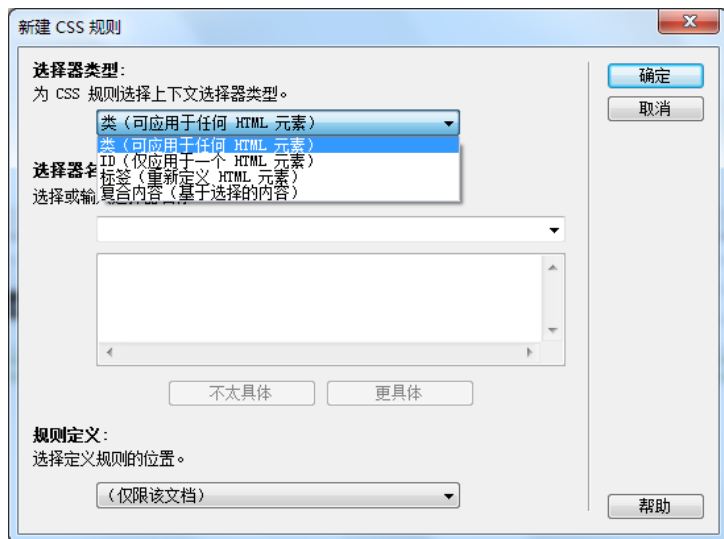 新建 CSS 规则
选择器类型:
确定
为 CSS 规则选择上下文选择器类型。
取消
类（可应用于任何 HTML 元素）
类（可应用于任何 HTML 元素）
ID（仅应用于一个 HTML 元素）
选择器名
标签（重新定义 HTML 元素）
选择或输
复合内容（基于选择的内容）
不太具体
更具体
规则定义:
选择定义规则的位置。
（仅限该文档）
帮助